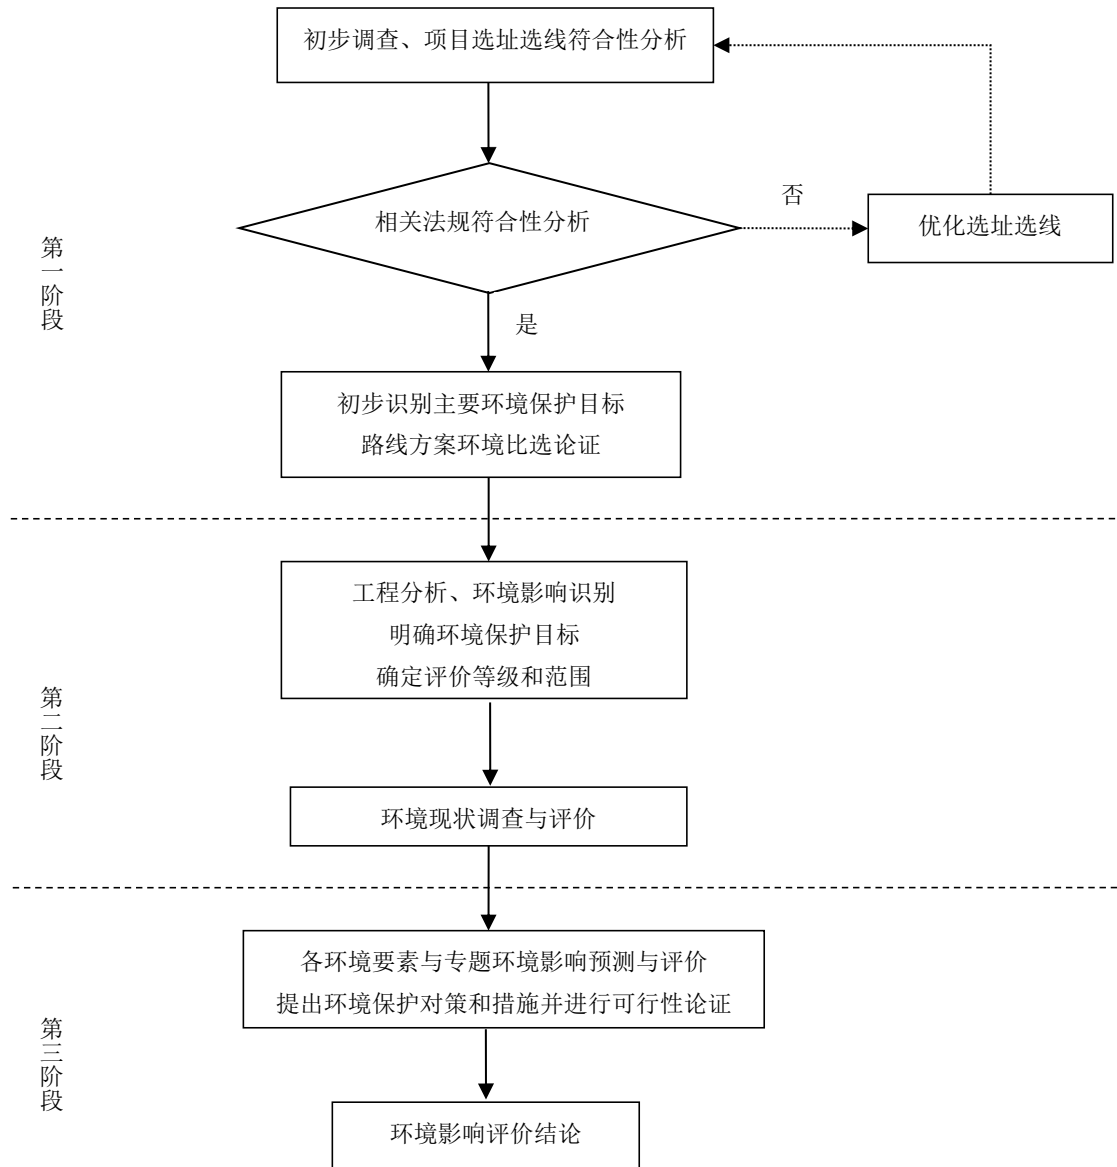 初步调查、项目选址选线符合性分析
相关法规符合性分析
否
优化选址选线
第一阶段
是
初步识别主要环境保护目标
路线方案环境比选论证
工程分析、环境影响识别
明确环境保护目标
确定评价等级和范围
第二阶段
环境现状调查与评价
各环境要素与专题环境影响预测与评价
提出环境保护对策和措施并进行可行性论证
第三阶段
环境影响评价结论